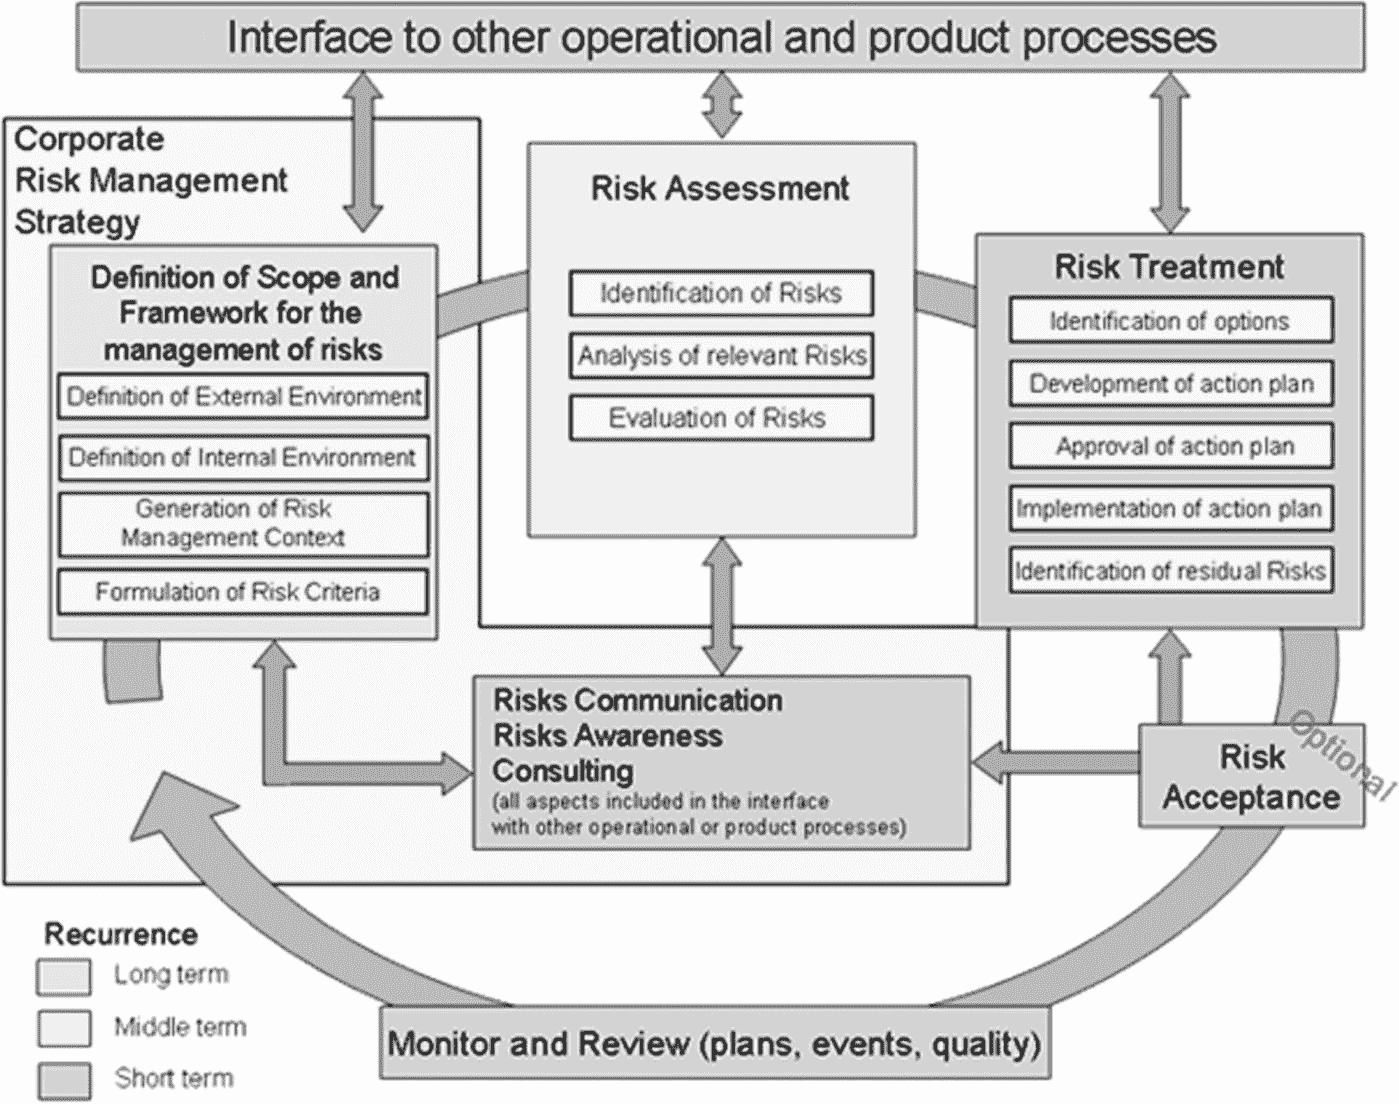 Interface to other operational and product processes
Corporate
Risk Management
Strategy
Definition of Scope and
Framework for the
management of risks
Definition of External Environment
Definition of Internal Environment
Generation of Risk
Management Context
Formulation of Risk Criteria
Risk Assessment
Identification of Risks
Analysis of relevant Risks
Evaluation of Risks
Risk Treatment
Identification of options
Development of action plan
Approval of action plan
Implementation of action plan
Identification of residual Risks
Risks Communication
Risks Awareness
Consulting
(all aspects included in the interface
with other operational or product processes)
Optional
Risk
Acceptance
Recurrence
Long term
Middle term
Short term
Monitor and Review (plans, events, quality)